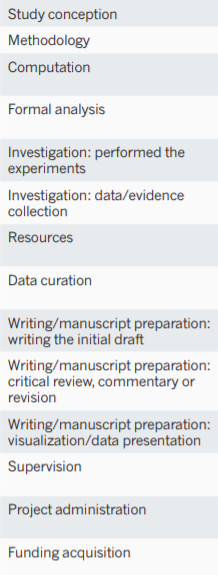 Study conception
Methodology
Computation
Formal analysis
Investigation: performed the
experiments
Investigation: data/evidence
collection
Resources
Data curation
Writing/manuscript preparation:
writing the initial draft
Writing/manuscript preparation:
critical review, commentary or
revision
Writing/manuscript preparation:
visualization/data presentation
Supervision
Project administration
Funding acquisition